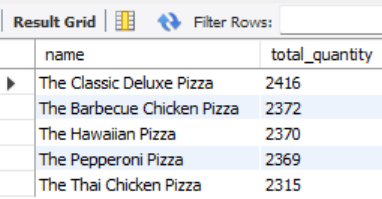 Result Grid Filter Rows:
name total_quantity
The Classic Deluxe Pizza 2416
The Barbecue Chicken Pizza 2372
The Hawaiian Pizza 2370
The Pepperoni Pizza 2369
The Thai Chicken Pizza 2315